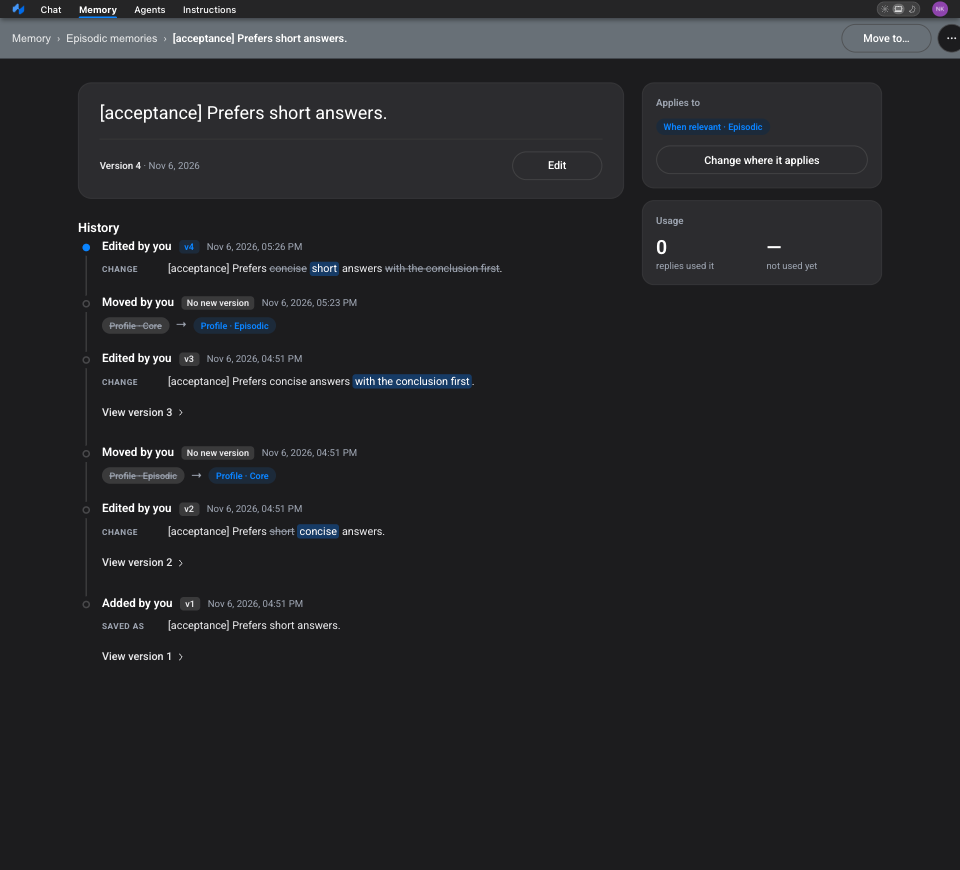 Chat Memory Agents Instructions NK
Memory › Episodic memories › [acceptance] Prefers short answers.
Move to... ...
[acceptance] Prefers short answers.
Version 4 · Nov 6, 2026
Edit
Applies to
When relevant · Episodic
Change where it applies
Usage
0 —
replies used it not used yet
History
Edited by you v4 Nov 6, 2026, 05:26 PM
CHANGE [acceptance] Prefers concise short answers with the conclusion first.
Moved by you No new version Nov 6, 2026, 05:23 PM
Profile · Core → Profile · Episodic
Edited by you v3 Nov 6, 2026, 04:51 PM
CHANGE [acceptance] Prefers concise answers with the conclusion first.
View version 3 ›
Moved by you No new version Nov 6, 2026, 04:51 PM
Profile · Episodic → Profile · Core
Edited by you v2 Nov 6, 2026, 04:51 PM
CHANGE [acceptance] Prefers short concise answers.
View version 2 ›
Added by you v1 Nov 6, 2026, 04:51 PM
SAVED AS [acceptance] Prefers short answers.
View version 1 ›